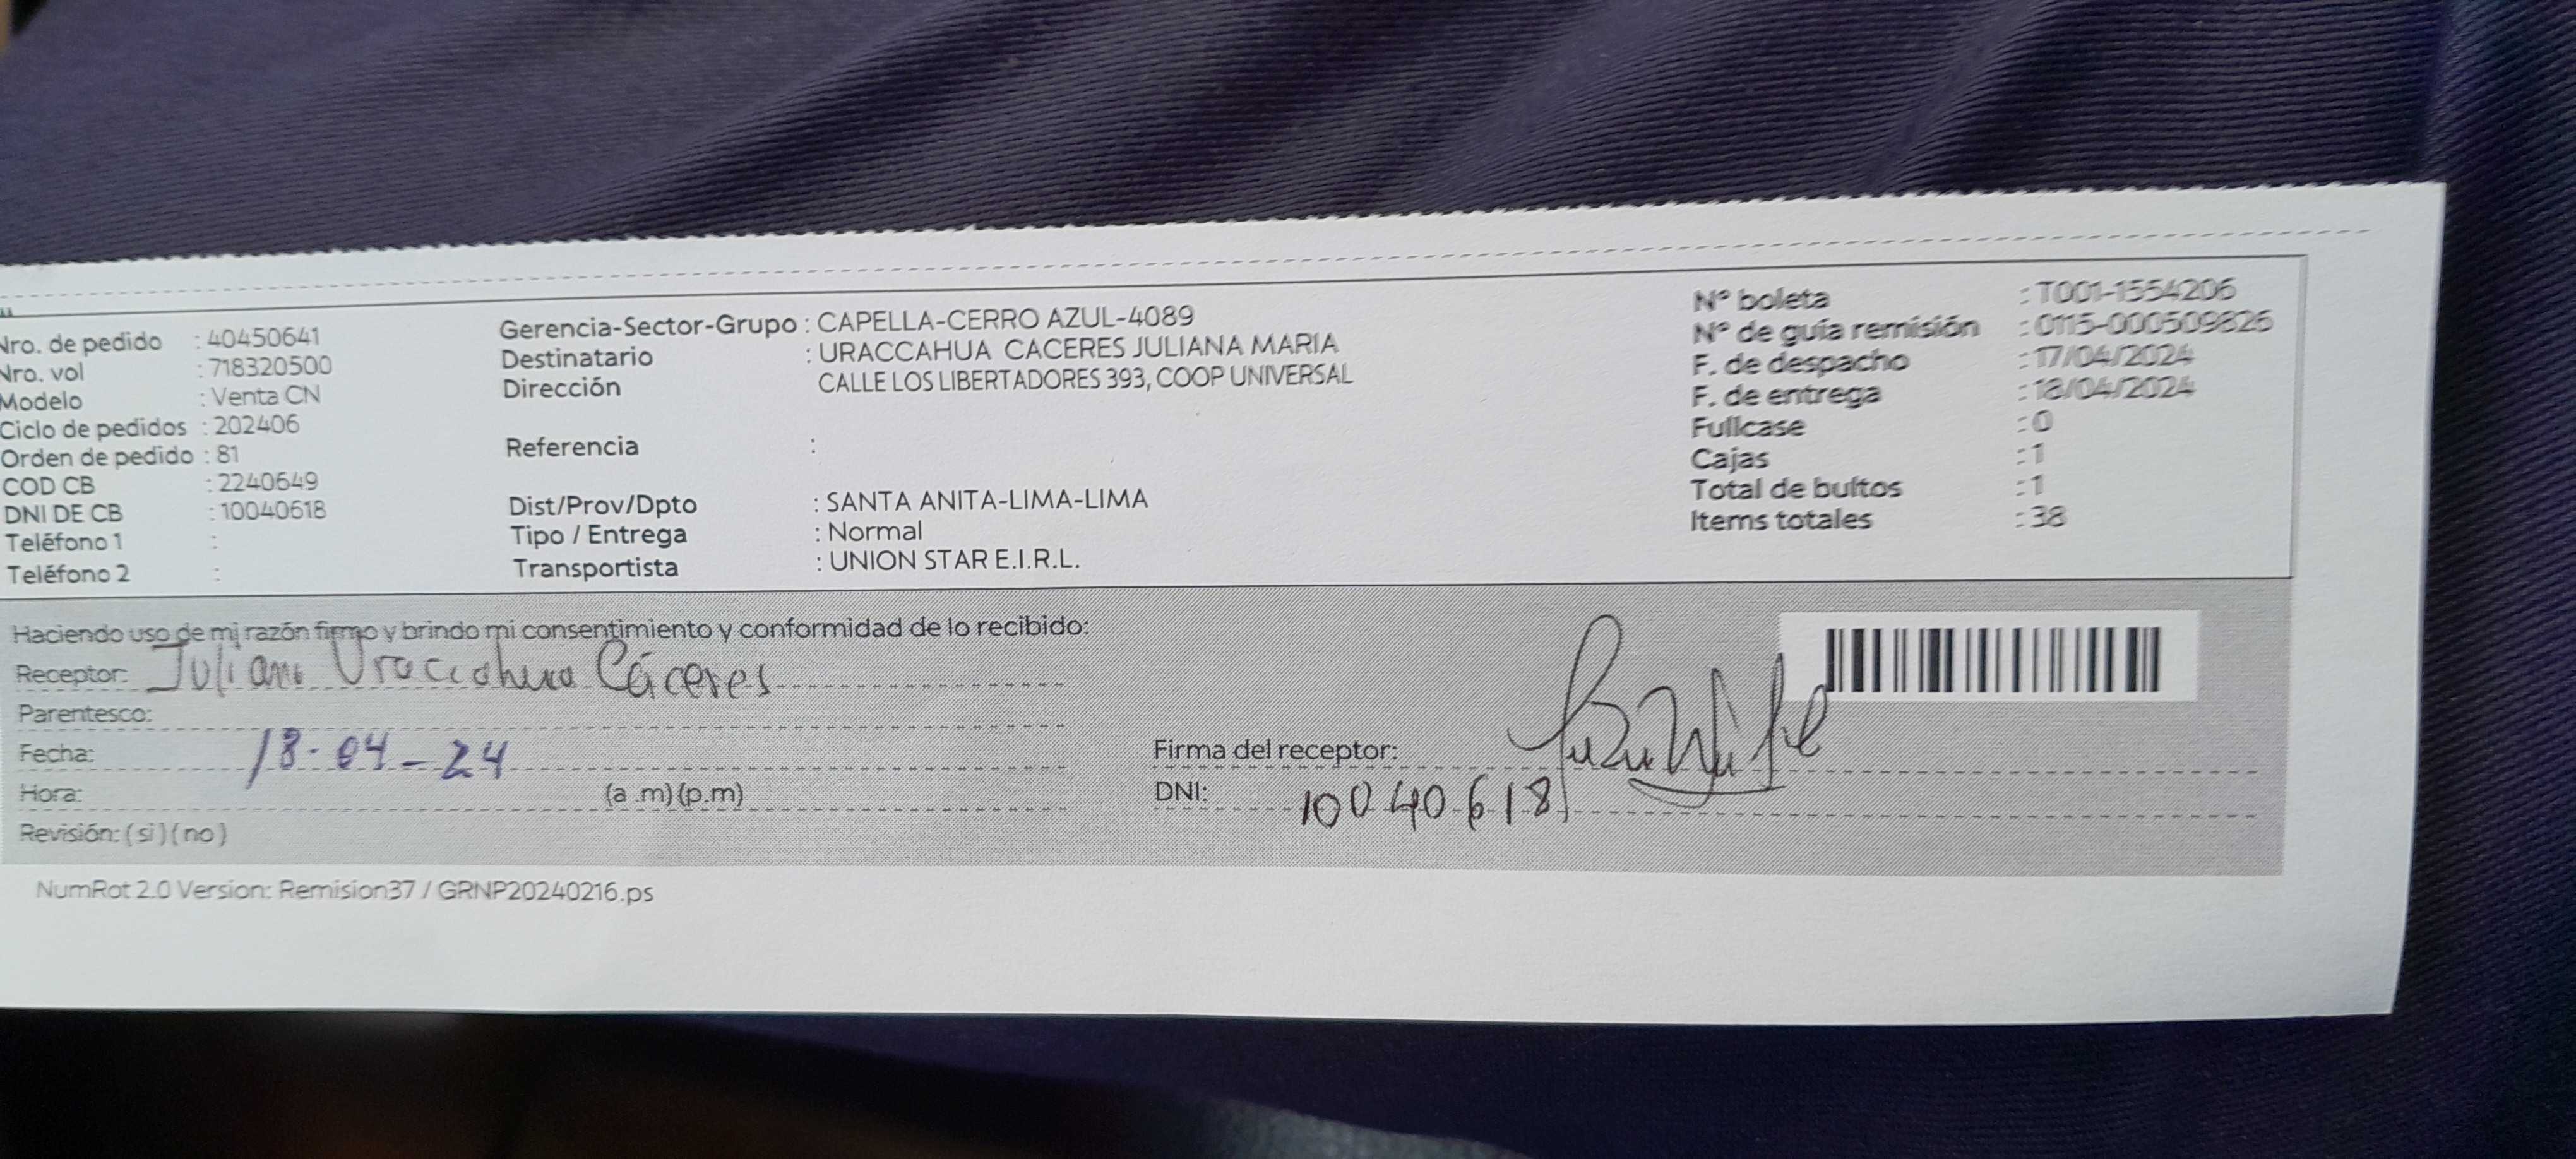 Nro. de pedido : 40450641
Nro. vol : 718320500
Modelo : Venta CN
Ciclo de pedidos : 202406
Orden de pedido : 81
COD CB : 2240649
DNI DE CB : 10040618
Teléfono 1 :
Teléfono 2 :
Gerencia-Sector-Grupo : CAPELLA-CERRO AZUL-4089
Destinatario : URACCAHUA CACERES JULIANA MARIA
Dirección CALLE LOS LIBERTADORES 393, COOP UNIVERSAL
Referencia :
Dist/Prov/Dpto : SANTA ANITA-LIMA-LIMA
Tipo / Entrega : Normal
Transportista : UNION STAR E.I.R.L.
N° boleta : T001-1554206
N° de guía remisión : 0115-000509826
F. de despacho : 17/04/2024
F. de entrega : 18/04/2024
Fullcase : 0
Cajas : 1
Total de bultos : 1
Items totales : 38
Haciendo uso de mi razón firmo y brindo mi consentimiento y conformidad de lo recibido:
Receptor: Juliana Uraccahua Cáceres
Parentesco:
Fecha: 18-04-24
Hora: (a .m) (p.m)
Revisión: ( si ) ( no )
Firma del receptor:
DNI: 10040618
NumRot 2.0 Version: Remision37 / GRNP20240216.ps